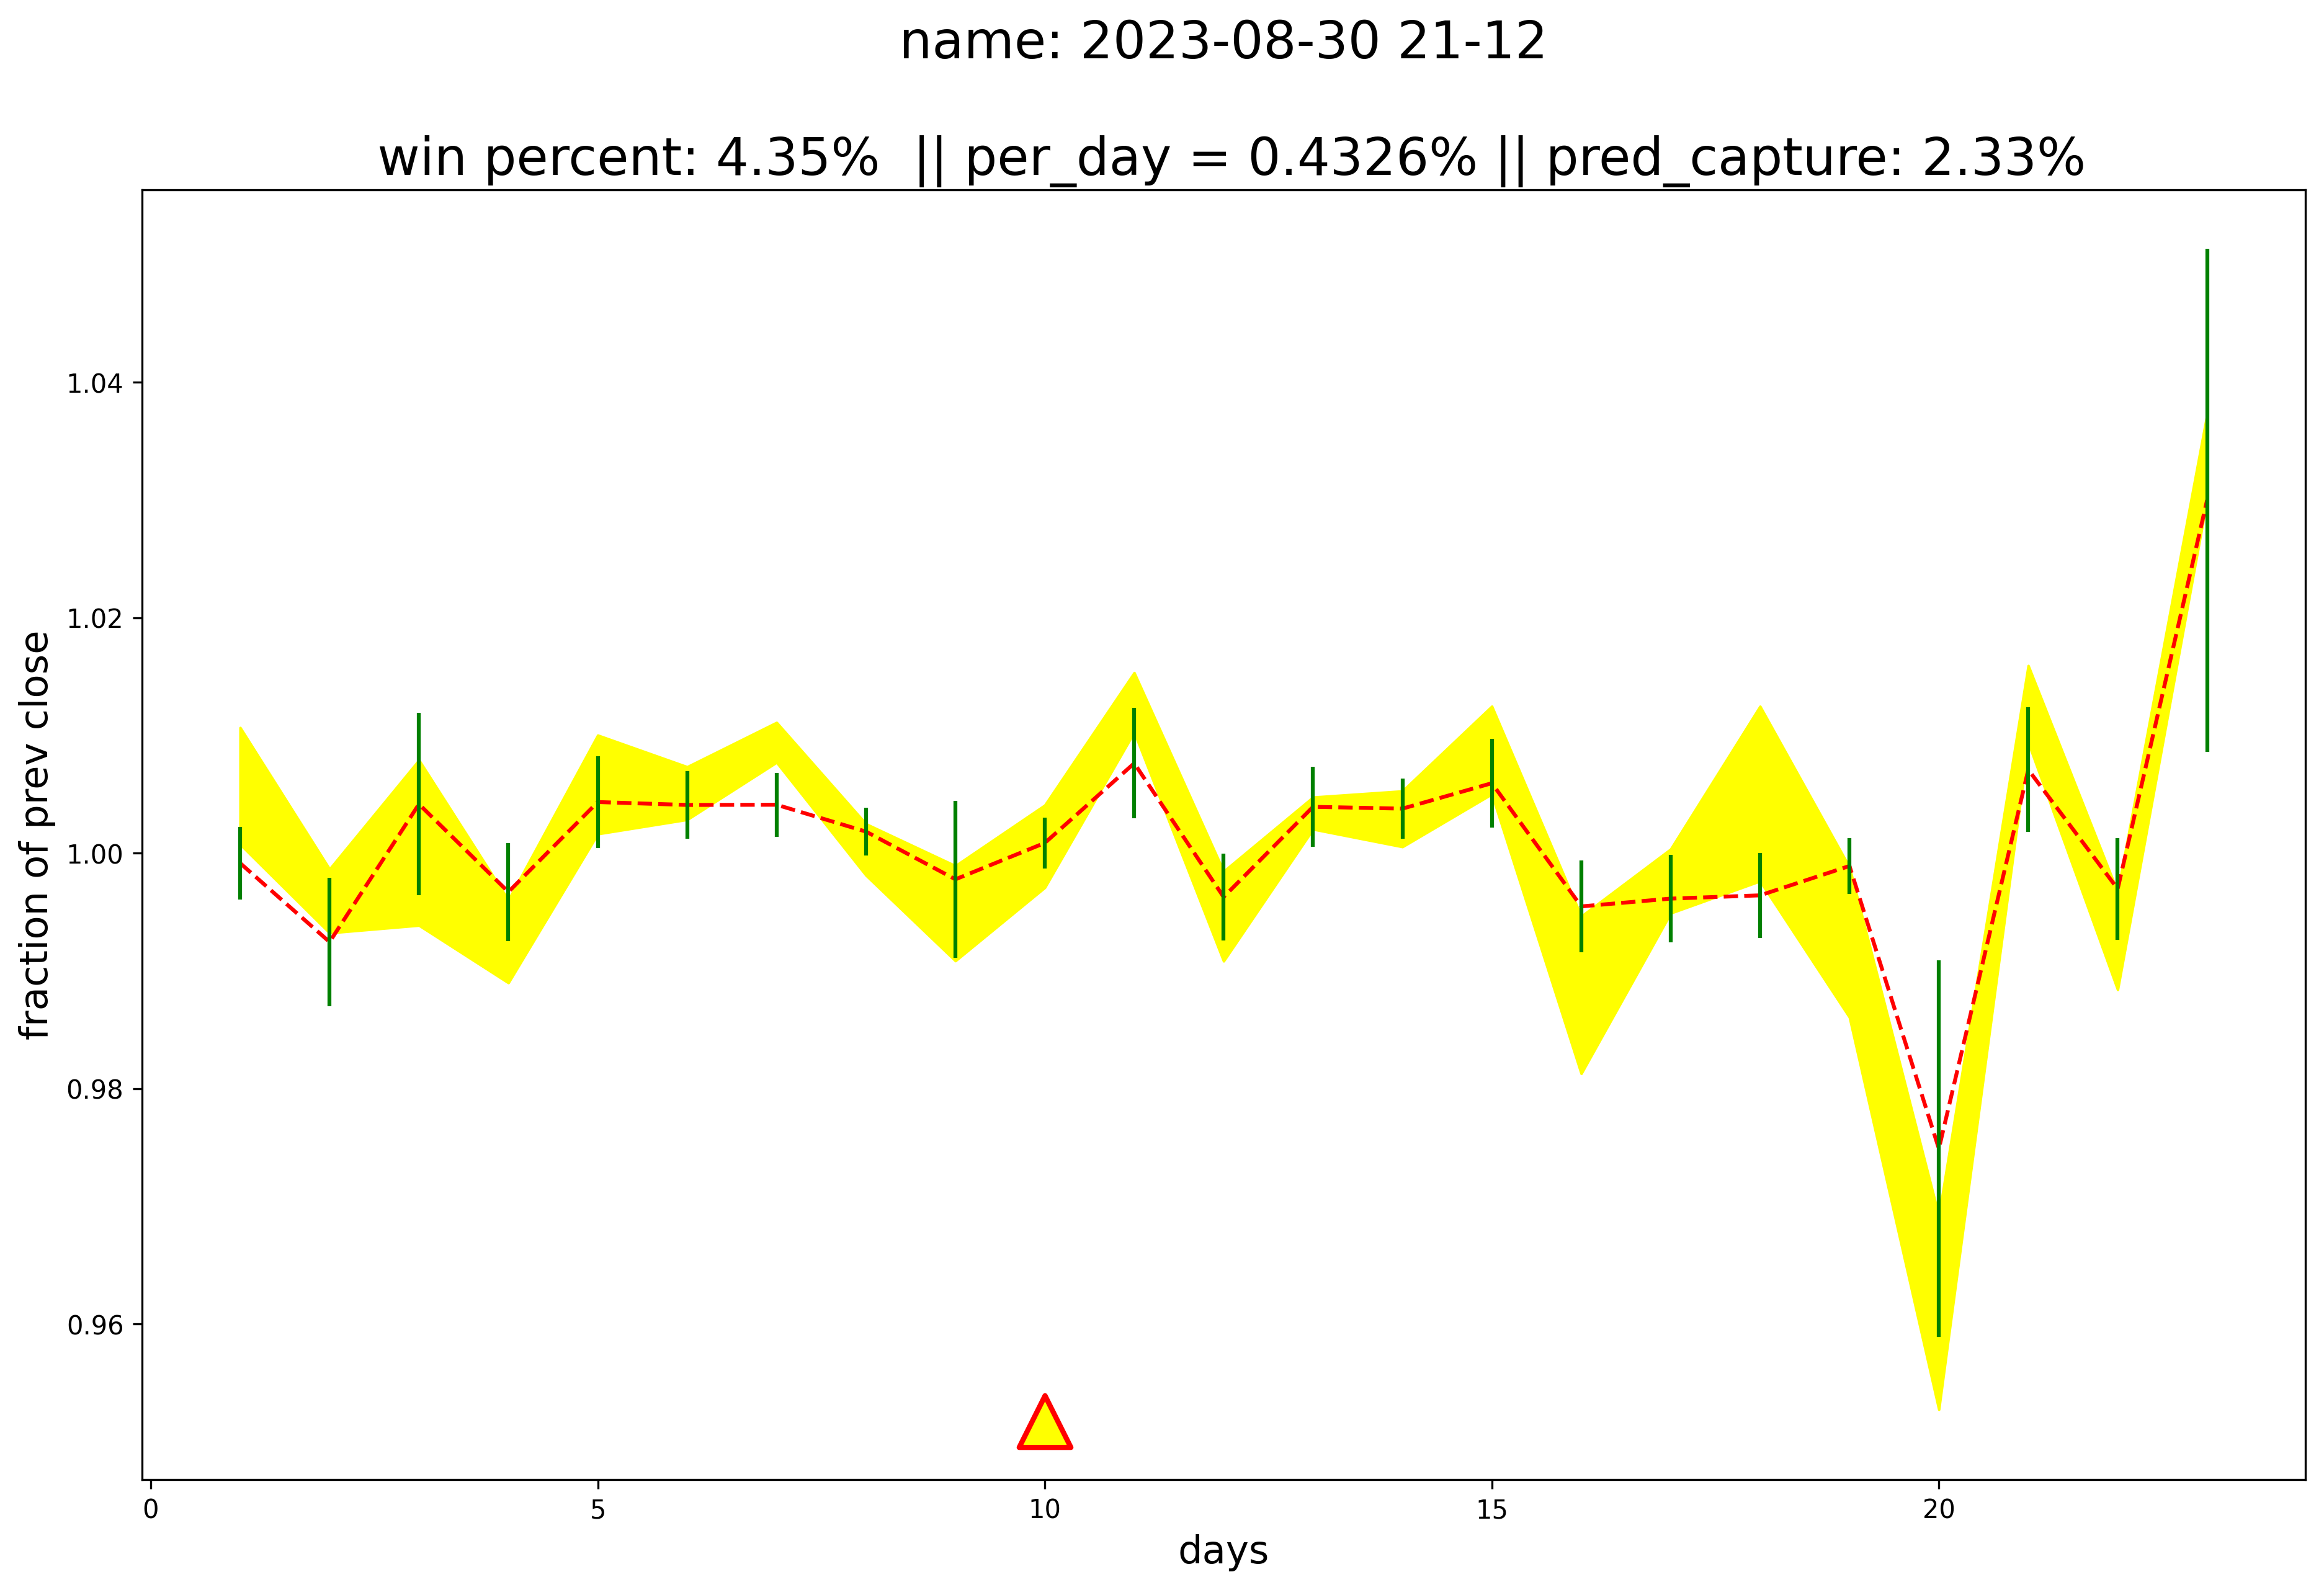 name: 2023-08-30 21-12
win percent: 4.35%  || per_day = 0.4326% || pred_capture: 2.33%
fraction of prev close
1.04
1.02
1.00
0.98
0.96
0
5
10
15
20
days